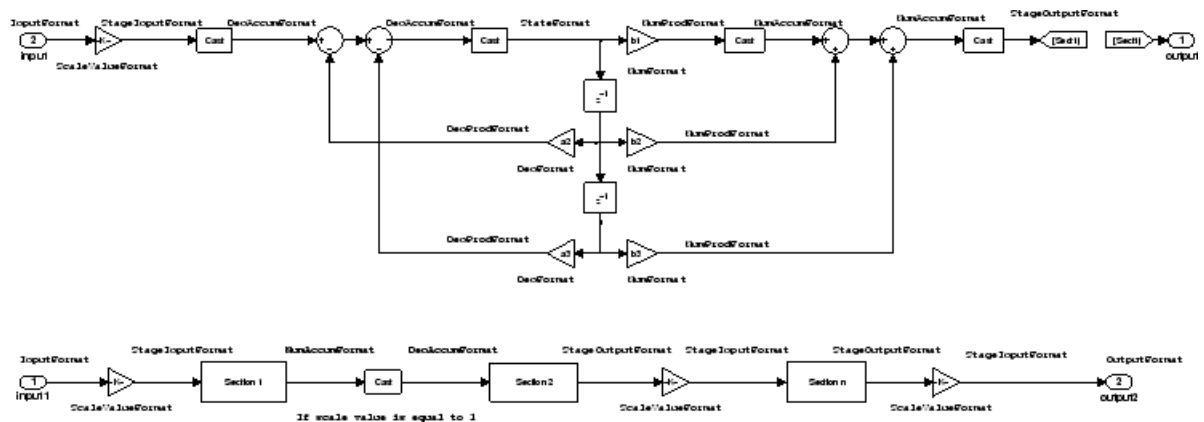 InputFormat StageInputFormat DenAccumFormat DenAccumFormat StateFormat NumProdFormat NumAccumFormat NumAccumFormat StageOutputFormat
2 K- Cast + - + - Cast b1 Cast + + + + Cast [Sect1] [Sect1] 1
input output
ScaleValueFormat NumFormat
z-1
DenProdFormat NumProdFormat
a2 b2
DenFormat NumFormat
z-1
DenProdFormat NumProdFormat
a3 b3
DenFormat NumFormat
InputFormat StageInputFormat NumAccumFormat DenAccumFormat StageOutputFormat StageInputFormat StageOutputFormat StageInputFormat OutputFormat
1 K- Section 1 Cast Section 2 K- Section n K- 2
input1 output2
ScaleValueFormat ScaleValueFormat ScaleValueFormat
If scale value is equal to 1